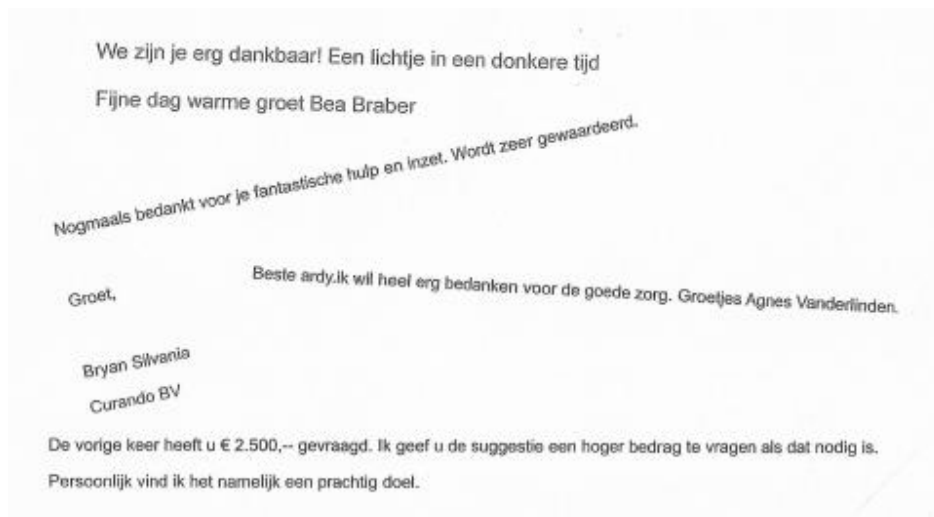 We zijn je erg dankbaar! Een lichtje in een donkere tijd
Fijne dag warme groet Bea Braber
Nogmaals bedankt voor je fantastische hulp en inzet. Wordt zeer gewaardeerd.
Groet,
Bryan Silvania
Curando BV
Beste ardy.ik wil heel erg bedanken voor de goede zorg. Groetjes Agnes Vanderlinden.
De vorige keer heeft u € 2.500,-- gevraagd. Ik geef u de suggestie een hoger bedrag te vragen als dat nodig is.
Persoonlijk vind ik het namelijk een prachtig doel.